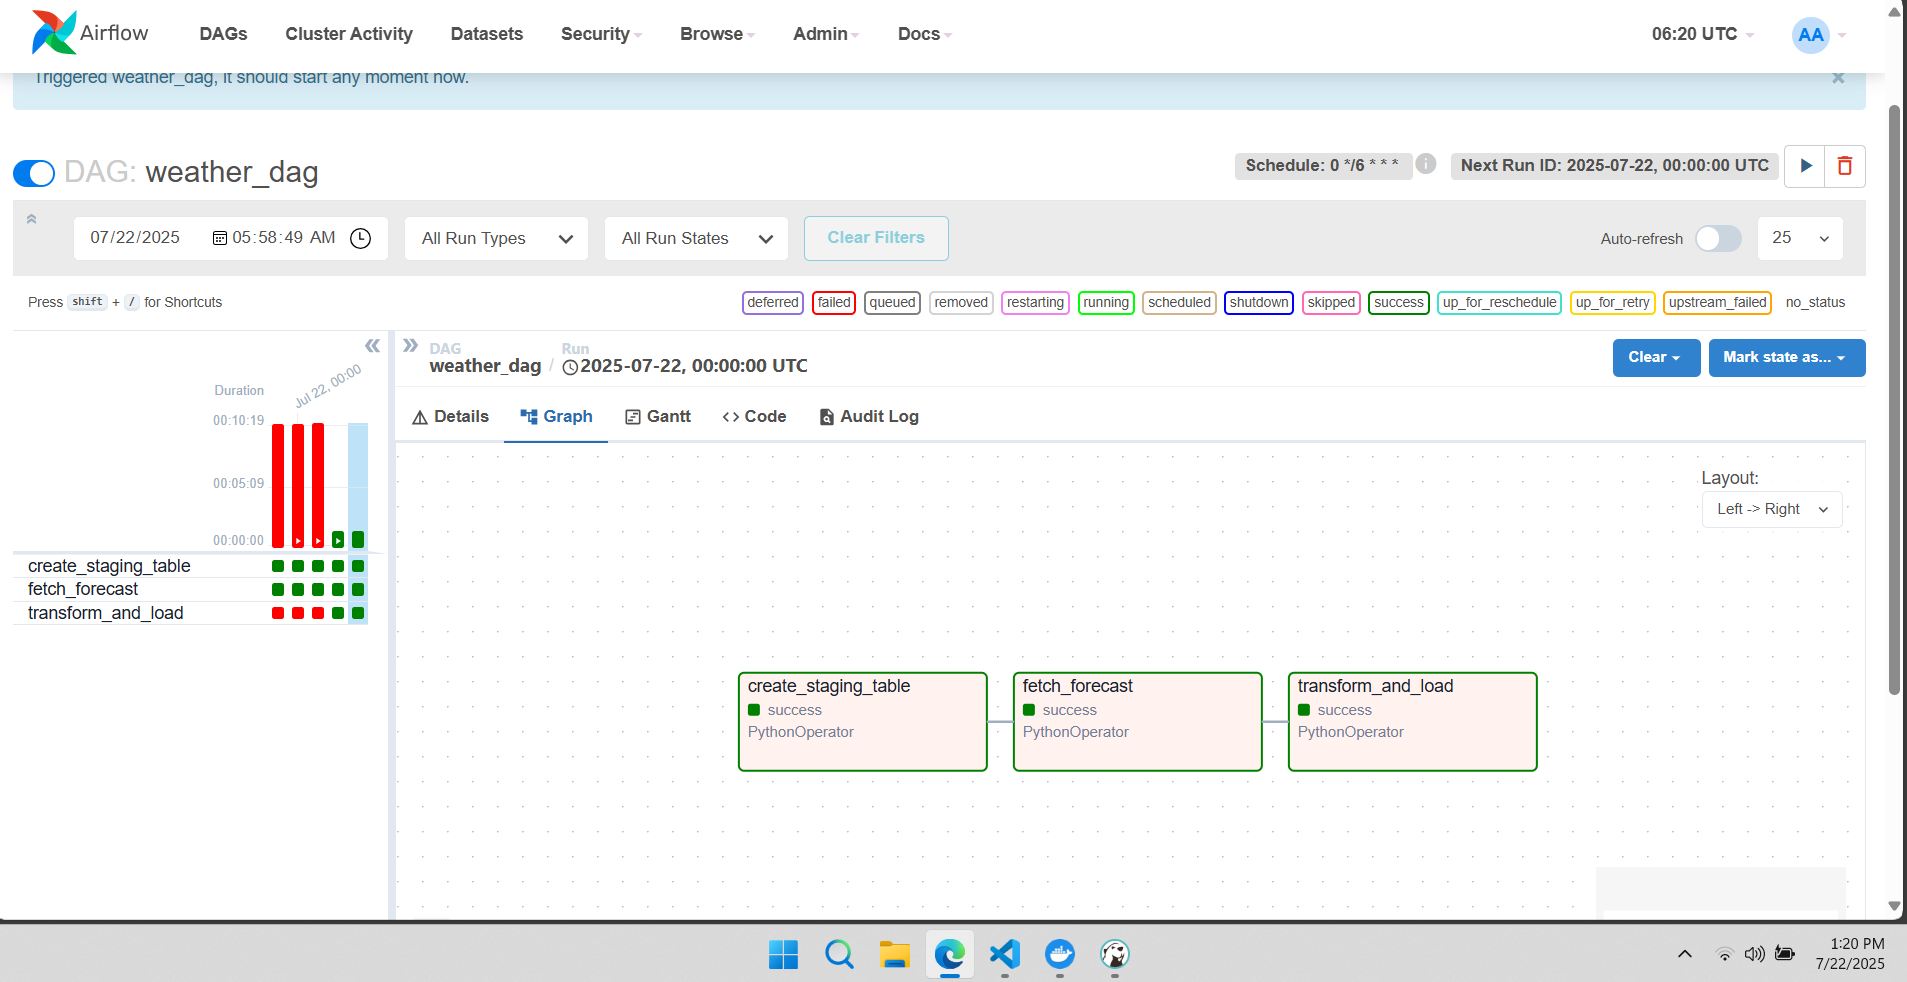 Airflow DAGs Cluster Activity Datasets Security Browse Admin Docs 06:20 UTC AA
Triggered weather_dag, it should start any moment now. ×
DAG: weather_dag Schedule: 0 */6 * * * i Next Run ID: 2025-07-22, 00:00:00 UTC
07/22/2025 05:58:49 AM All Run Types All Run States Clear Filters Auto-refresh 25
Press shift + / for Shortcuts deferred failed queued removed restarting running scheduled shutdown skipped success up_for_reschedule up_for_retry upstream_failed no_status
DAG Run
weather_dag / 2025-07-22, 00:00:00 UTC Clear Mark state as...
Duration Jul 22, 00:00
00:10:19
00:05:09
00:00:00
create_staging_table
fetch_forecast
transform_and_load
Details Graph Gantt Code Audit Log
Layout:
Left -> Right
create_staging_table
success
PythonOperator
fetch_forecast
success
PythonOperator
transform_and_load
success
PythonOperator
1:20 PM
7/22/2025